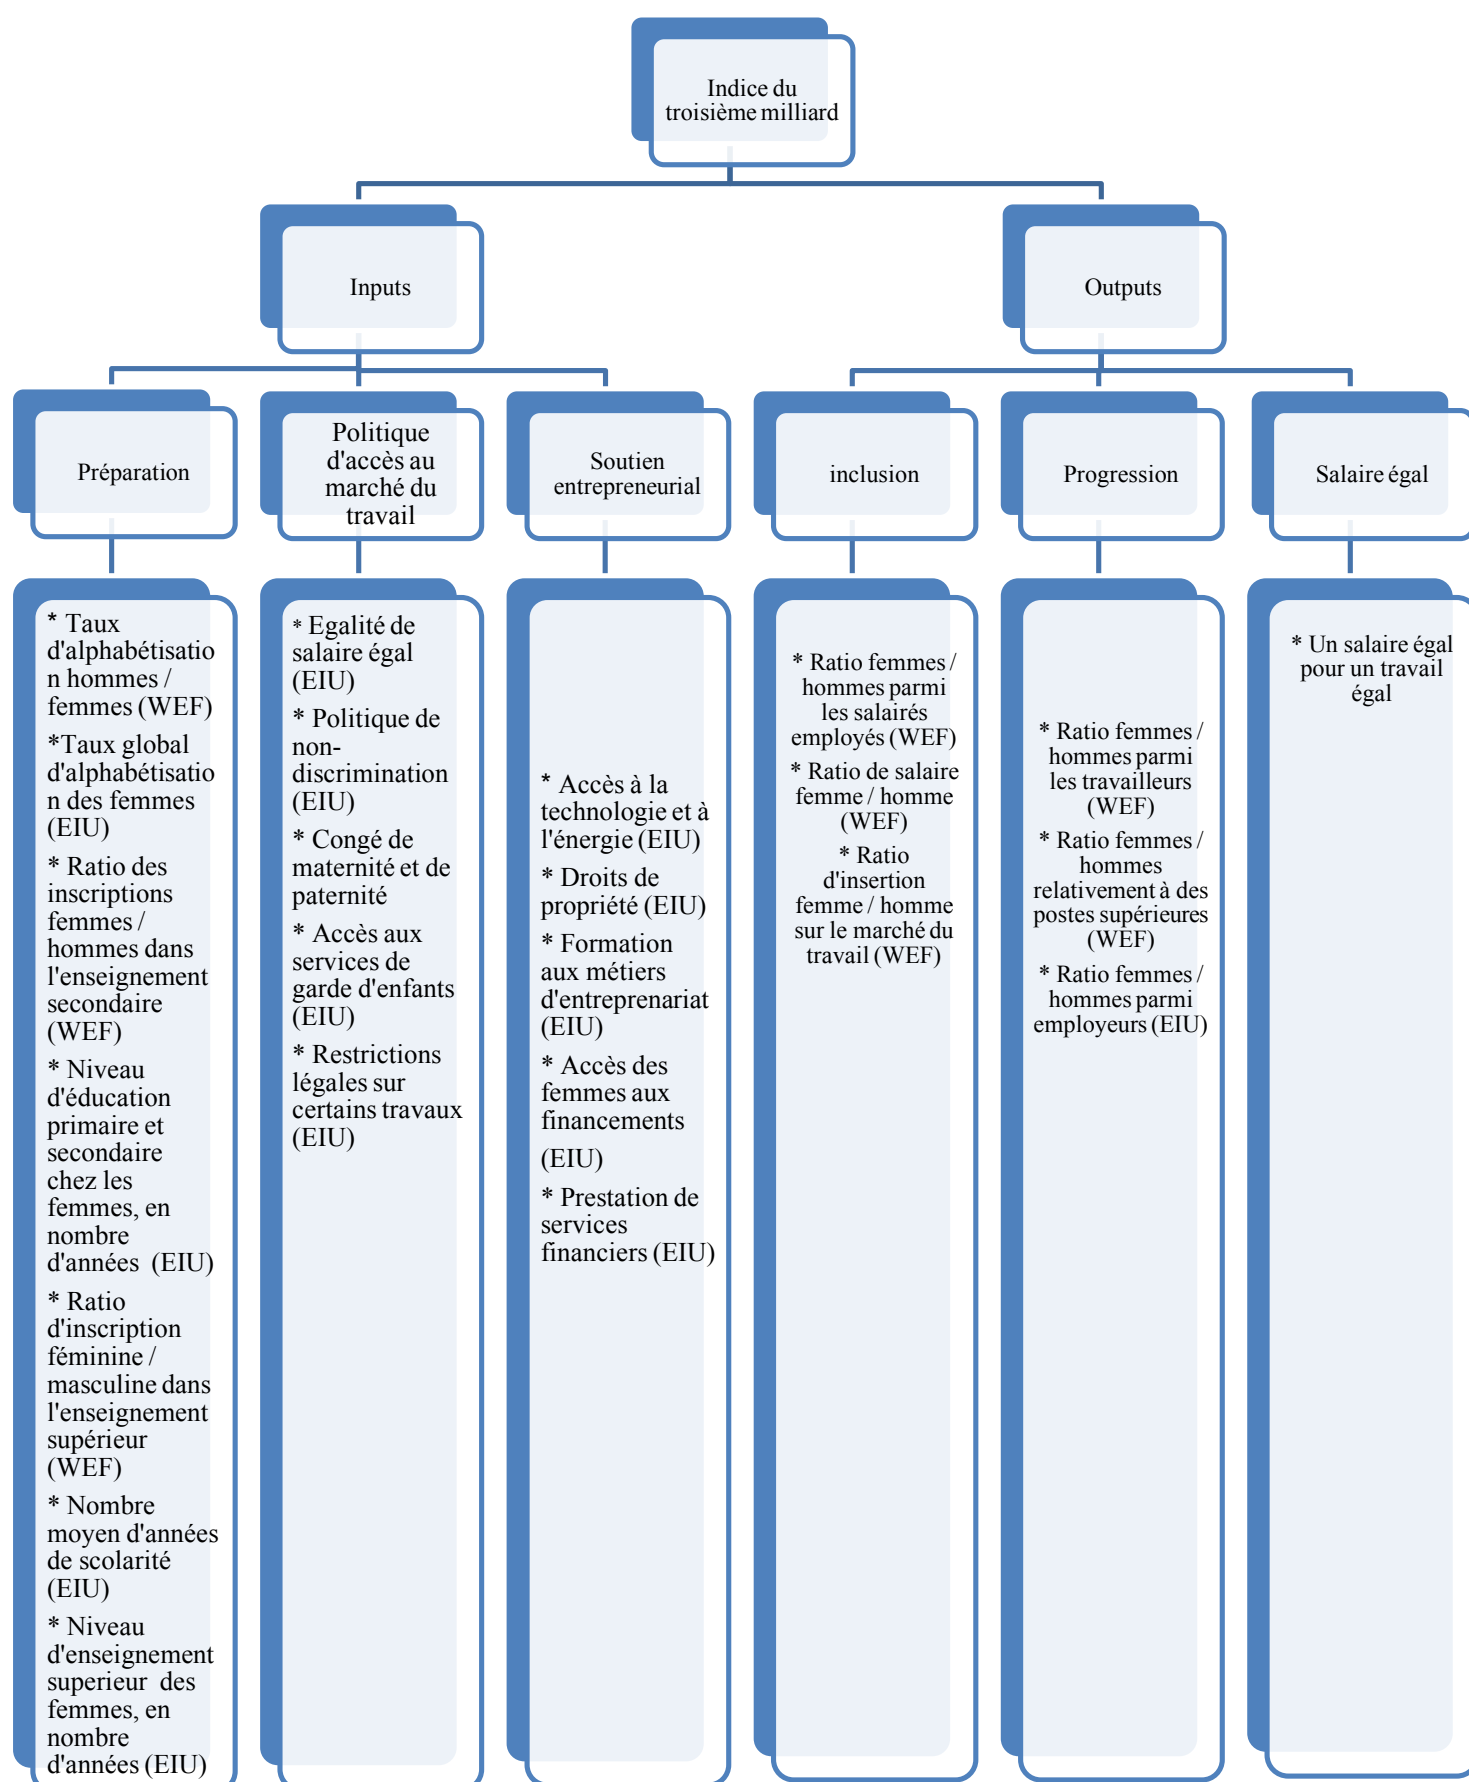 Indice du
troisième milliard
Inputs
Outputs
Préparation
Politique
d'accès au
marché du
travail
Soutien
entrepreneurial
inclusion
Progression
Salaire égal
* Taux
d'alphabétisatio
n hommes /
femmes (WEF)
*Taux global
d'alphabétisatio
n des femmes
(EIU)
* Ratio des
inscriptions
femmes /
hommes dans
l'enseignement
secondaire
(WEF)
* Niveau
d'éducation
primaire et
secondaire
chez les
femmes, en
nombre
d'années (EIU)
* Ratio
d'inscription
féminine /
masculine dans
l'enseignement
supérieur
(WEF)
* Nombre
moyen d'années
de scolarité
(EIU)
* Niveau
d'enseignement
superieur des
femmes, en
nombre
d'années (EIU)
* Egalité de
salaire égal
(EIU)
* Politique de
non-
discrimination
(EIU)
* Congé de
maternité et de
paternité
* Accès aux
services de
garde d'enfants
(EIU)
* Restrictions
légales sur
certains travaux
(EIU)
* Accès à la
technologie et à
l'énergie (EIU)
* Droits de
propriété (EIU)
* Formation
aux métiers
d'entreprenariat
(EIU)
* Accès des
femmes aux
financements
(EIU)
* Prestation de
services
financiers (EIU)
* Ratio femmes /
hommes parmi
les salairés
employés (WEF)
* Ratio de salaire
femme / homme
(WEF)
* Ratio
d'insertion
femme / homme
sur le marché du
travail (WEF)
* Ratio femmes /
hommes parmi
les travailleurs
(WEF)
* Ratio femmes /
hommes
relativement à des
postes supérieures
(WEF)
* Ratio femmes /
hommes parmi
employeurs (EIU)
* Un salaire égal
pour un travail
égal